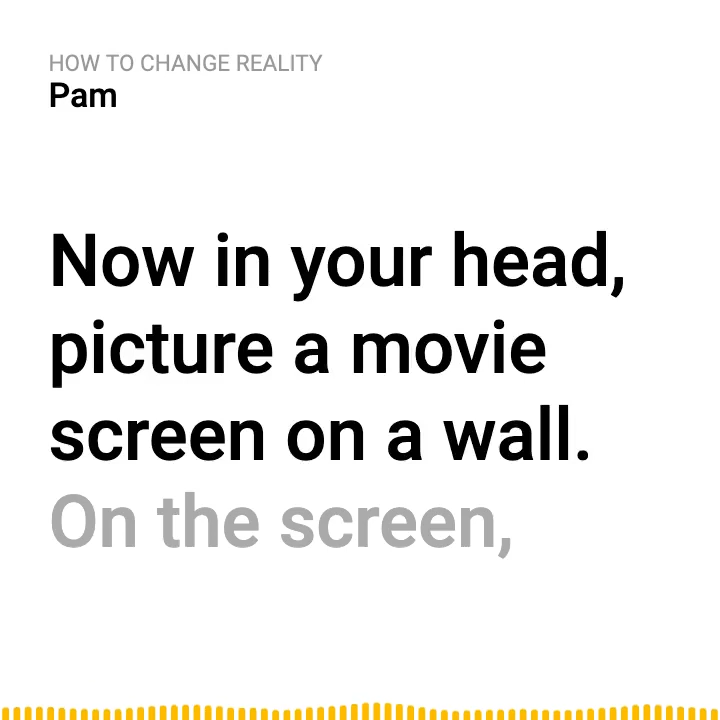 HOW TO CHANGE REALITY
Pam
Now in your head,
picture a movie
screen on a wall.
On the screen,